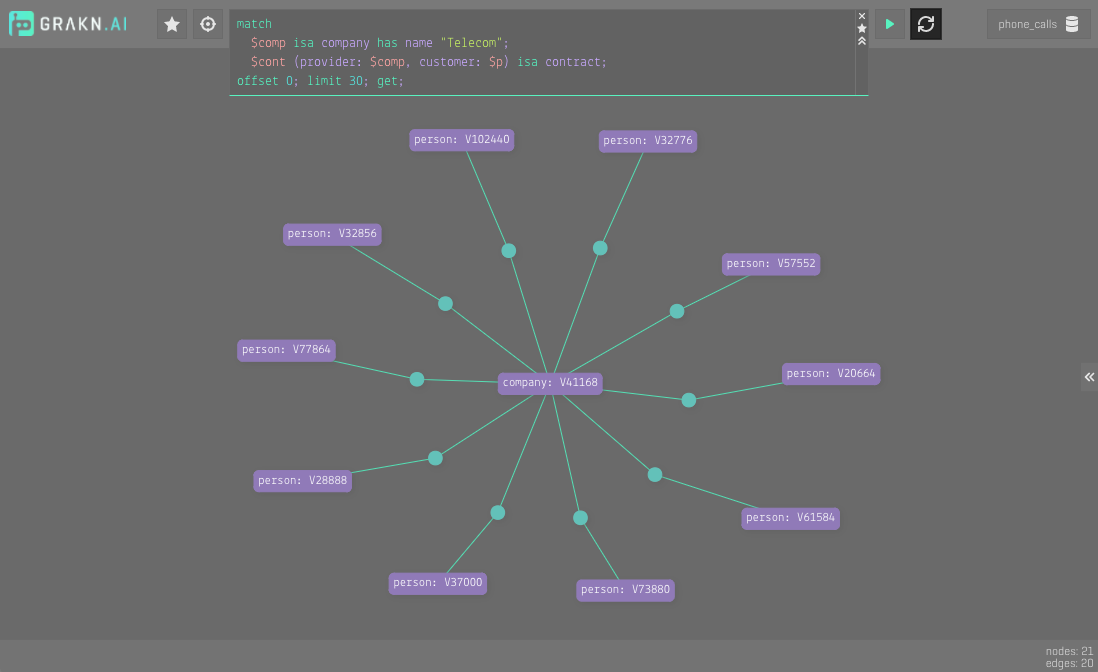 GRAKN.AI
match
$comp isa company has name "Telecom";
$cont (provider: $comp, customer: $p) isa contract;
offset 0; limit 30; get;
phone_calls
person: V102440
person: V32776
person: V32856
person: V57552
person: V77864
person: V20664
company: V41168
person: V28888
person: V61584
person: V37000
person: V73880
nodes: 21
edges: 20